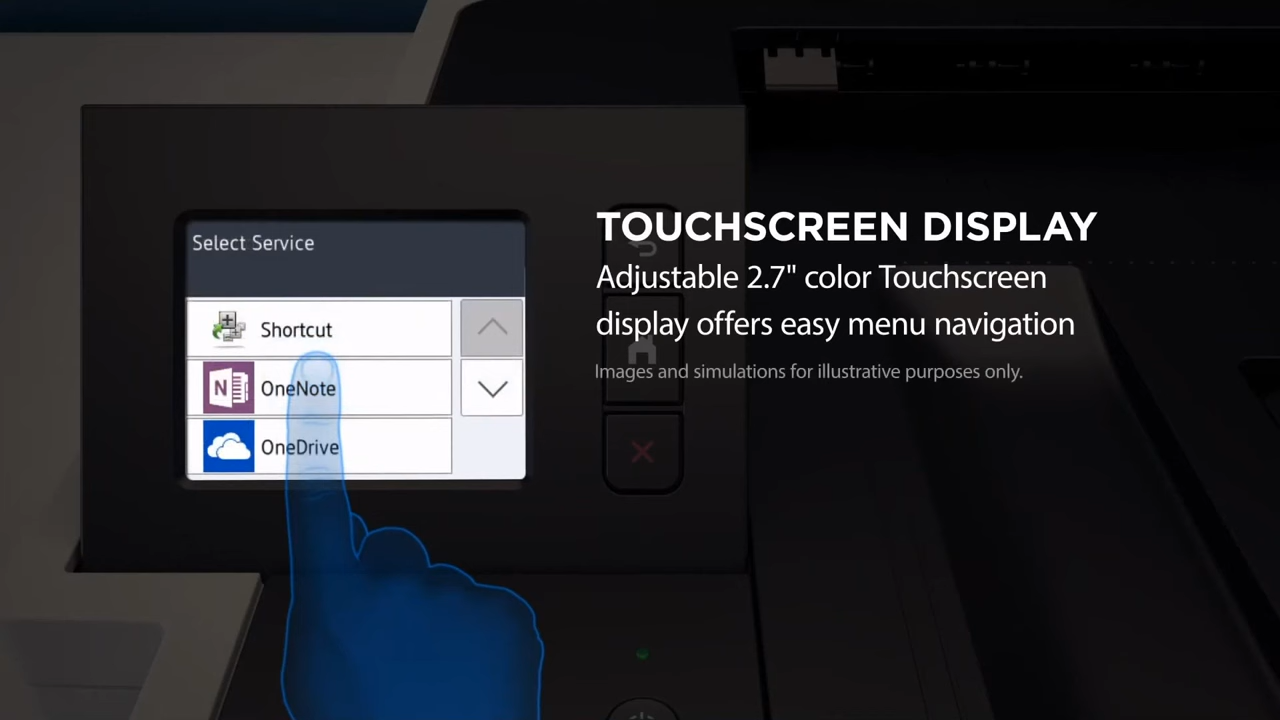 Select Service
Shortcut
N
OneNote
OneDrive
TOUCHSCREEN DISPLAY
Adjustable 2.7" color Touchscreen
display offers easy menu navigation
Images and simulations for illustrative purposes only.